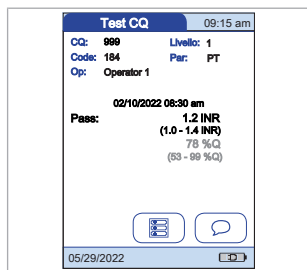 Test CQ 09:15 am
CQ: 999 Livello: 1
Code: 184 Par: PT
Op: Operator 1
02/10/2022 08:30 am
Pass: 1.2 INR
(1.0 - 1.4 INR)
78 %Q
(53 - 99 %Q)
05/29/2022